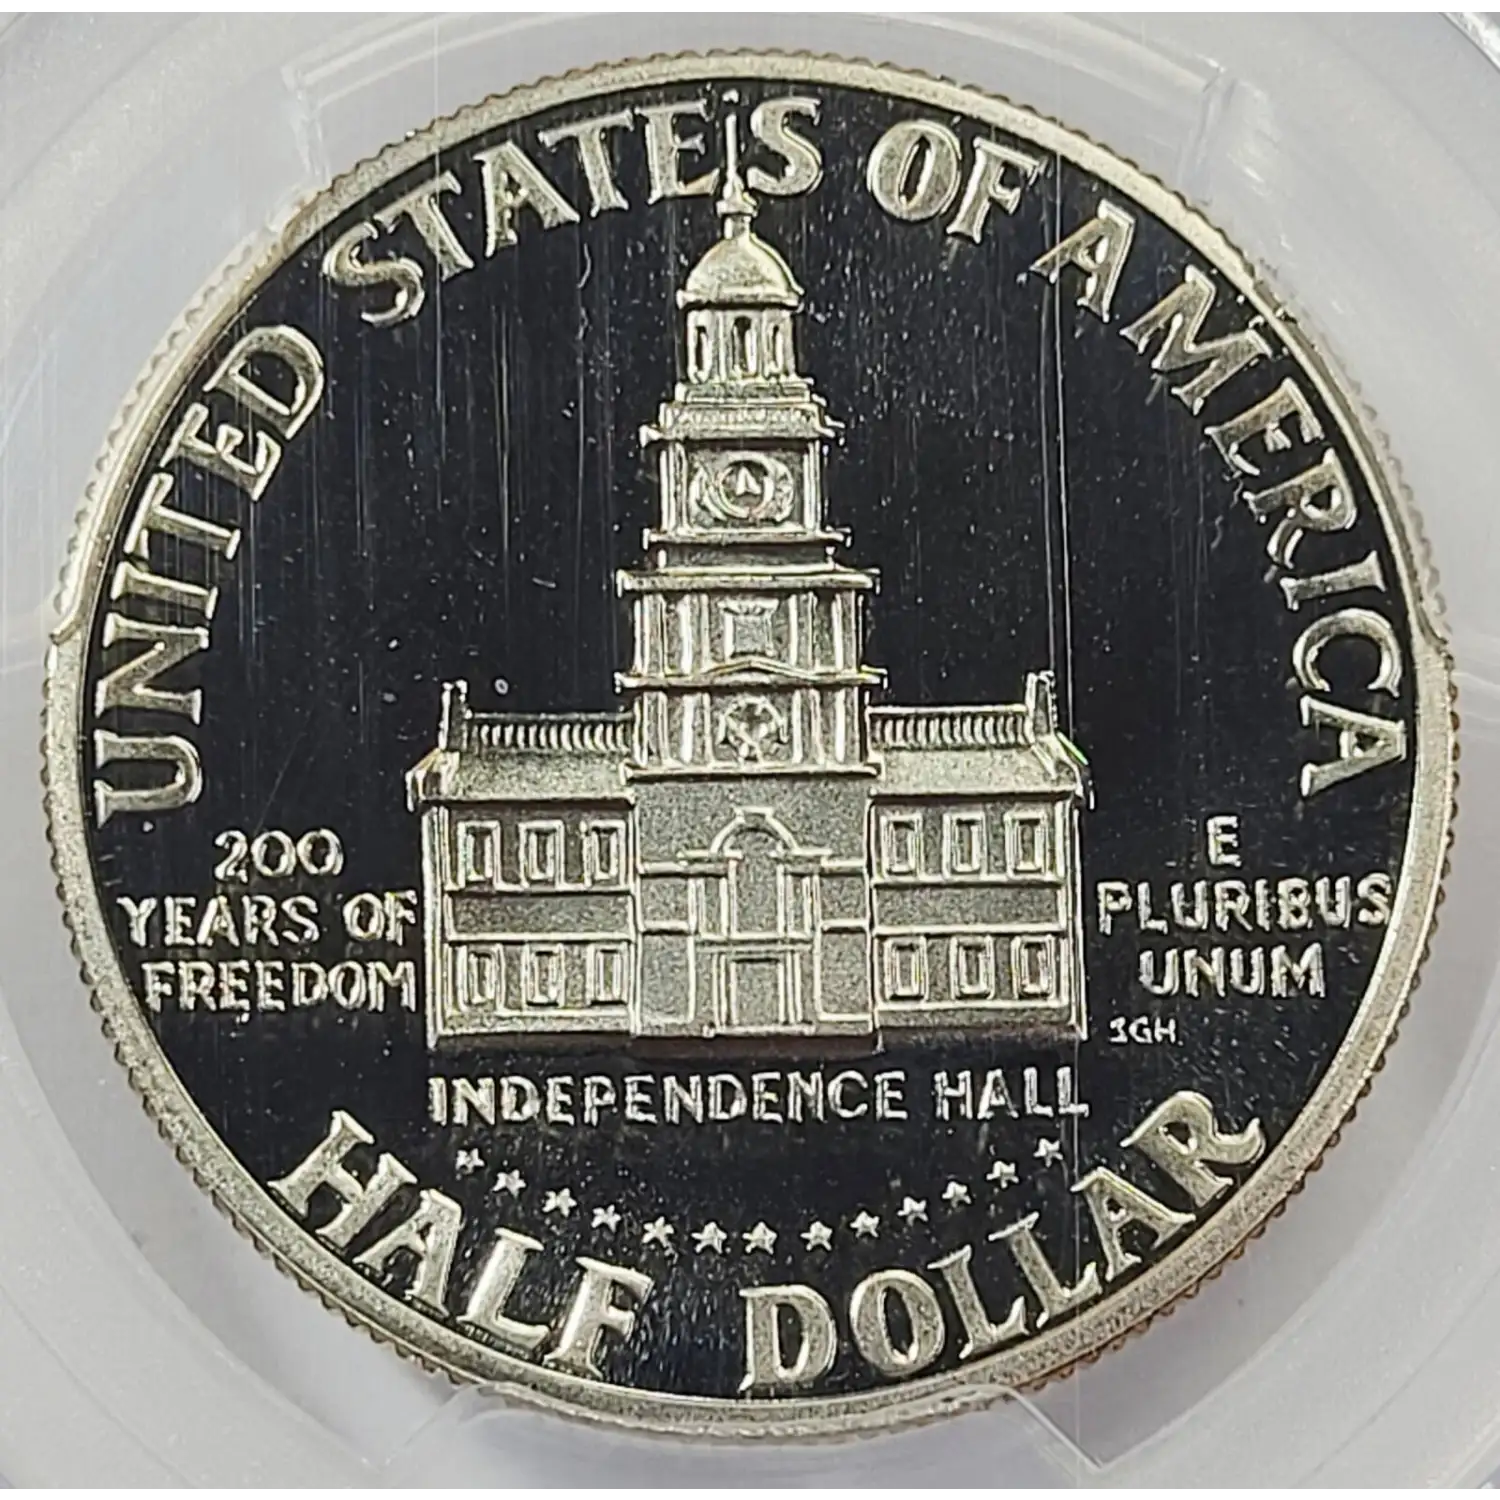 UNITED STATES OF AMERICA
200
YEARS OF
FREEDOM
E
PLURIBUS
UNUM
SGH
INDEPENDENCE HALL
HALF DOLLAR